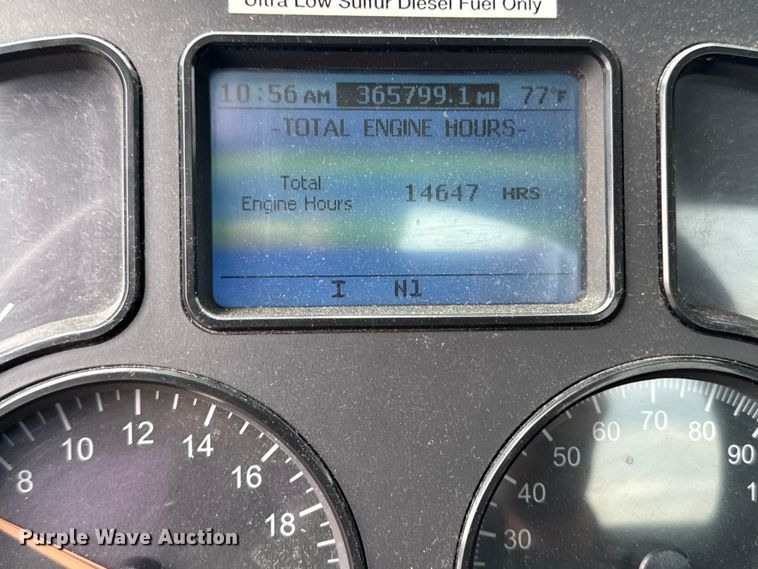 Ultra Low Sulfur Diesel Fuel Only
10:56 AM 365799.1 MI 77°F
-TOTAL ENGINE HOURS-
Total
Engine Hours 14647 HRS
I N1
8 10 12 14 16 18
30 40 50 60 70 80 90
Purple Wave Auction